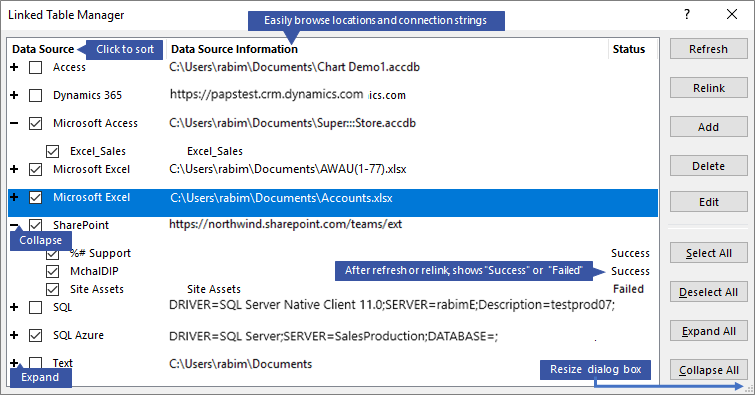 Linked Table Manager ? ×
Easily browse locations and connection strings
Data Source Click to sort Data Source Information Status
+ Access C:\Users\rabim\Documents\Chart Demo1.accdb
+ Dynamics 365 https://papstest.crm.dynamics.com ics.com
− Microsoft Access C:\Users\rabim\Documents\Super:::Store.accdb
Excel_Sales Excel_Sales
+ Microsoft Excel C:\Users\rabim\Documents\AWAU(1-77).xlsx
+ Microsoft Excel C:\Users\rabim\Documents\Accounts.xlsx
− SharePoint https://northwind.sharepoint.com/teams/ext
Collapse
%# Support Success
MchalDIP After refresh or relink, shows "Success" or "Failed" Success
Site Assets Site Assets Failed
+ SQL DRIVER=SQL Server Native Client 11.0;SERVER=rabimE;Description=testprod07;
+ SQL Azure DRIVER=SQL Server;SERVER=SalesProduction;DATABASE=;
+ Text C:\Users\rabim\Documents
Expand
Resize dialog box
Refresh
Relink
Add
Delete
Edit
Select All
Deselect All
Expand All
Collapse All